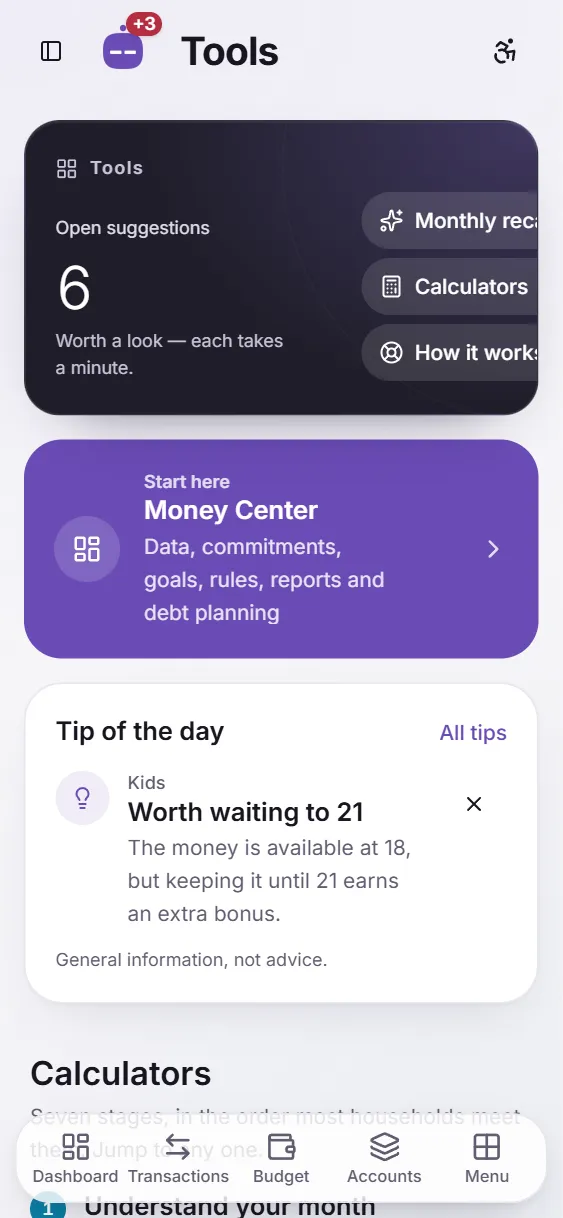 +3
Tools
Tools
Open suggestions
6
Worth a look — each takes
a minute.
Monthly reca
Calculators
How it works
Start here
Money Center
Data, commitments,
goals, rules, reports and
debt planning
Tip of the day
All tips
Kids
Worth waiting to 21
The money is available at 18,
but keeping it until 21 earns
an extra bonus.
General information, not advice.
Calculators
Seven stages, in the order most households meet
Jump to any one.
Dashboard
Transactions
Budget
Accounts
Menu
1
Understand your month